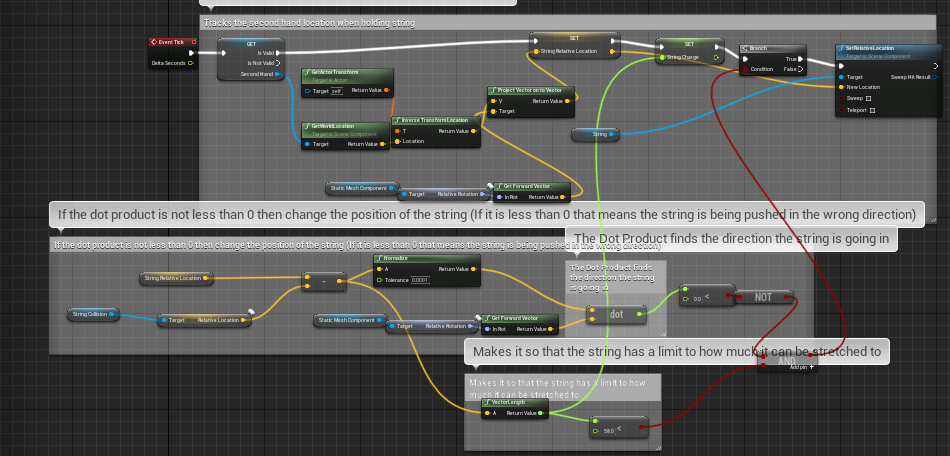 Tracks the second hand location when holding string
Event Tick
Delta Seconds
GET
Is Valid
Is Not Valid
Second Hand
GetActorTransform
Target is Actor
Target self
Return Value
GetWorldLocation
Target is Scene Component
Target
Return Value
Inverse Transform Location
T
Return Value
Location
Project Vector on to Vector
V
Return Value
Target
SET
String Relative Location
SET
String Charge
Branch
True
Condition
False
SetRelativeLocation
Target is Scene Component
Target
Sweep Hit Result
New Location
Sweep
Teleport
String
Static Mesh Component
Target
Relative Rotation
Get Forward Vector
In Rot
Return Value
If the dot product is not less than 0 then change the position of the string (If it is less than 0 that means the string is being pushed in the wrong direction)
If the dot product is not less than 0 then change the position of the string (If it is less than 0 that means the string is being pushed in the wrong direction)
The Dot Product finds the direction the string is going in
The Dot Product finds
the direction the string
is going in
String Relative Location
String Collision
Target
Relative Location
-
Normalize
A
Return Value
Tolerance 0.0001
Static Mesh Component
Target
Relative Rotation
Get Forward Vector
In Rot
Return Value
dot
0.0
<
NOT
Makes it so that the string has a limit to how much it can be stretched to
AND
Add pin +
Makes it so that the string has a limit to how
much it can be stretched to
VectorLength
A
Return Value
58.0
<